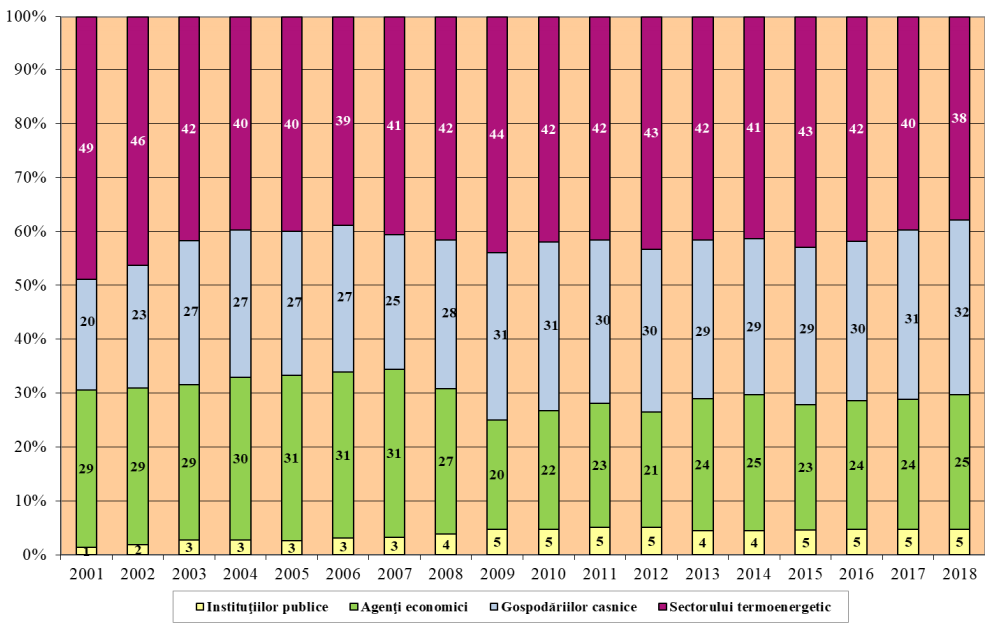 100%
90%
80%
70%
60%
50%
40%
30%
20%
10%
0%
49 46 42 40 40 39 41 42 44 42 42 43 42 41 43 42 40 38
20 23 27 27 27 27 25 28 31 31 30 30 29 29 29 30 31 32
29 29 29 30 31 31 31 27 20 22 23 21 24 25 23 24 24 25
1 2 3 3 3 3 3 4 5 5 5 5 4 4 5 5 5 5
2001 2002 2003 2004 2005 2006 2007 2008 2009 2010 2011 2012 2013 2014 2015 2016 2017 2018
Instituţiilor publice Agenţi economici Gospodăriilor casnice Sectorului termoenergetic